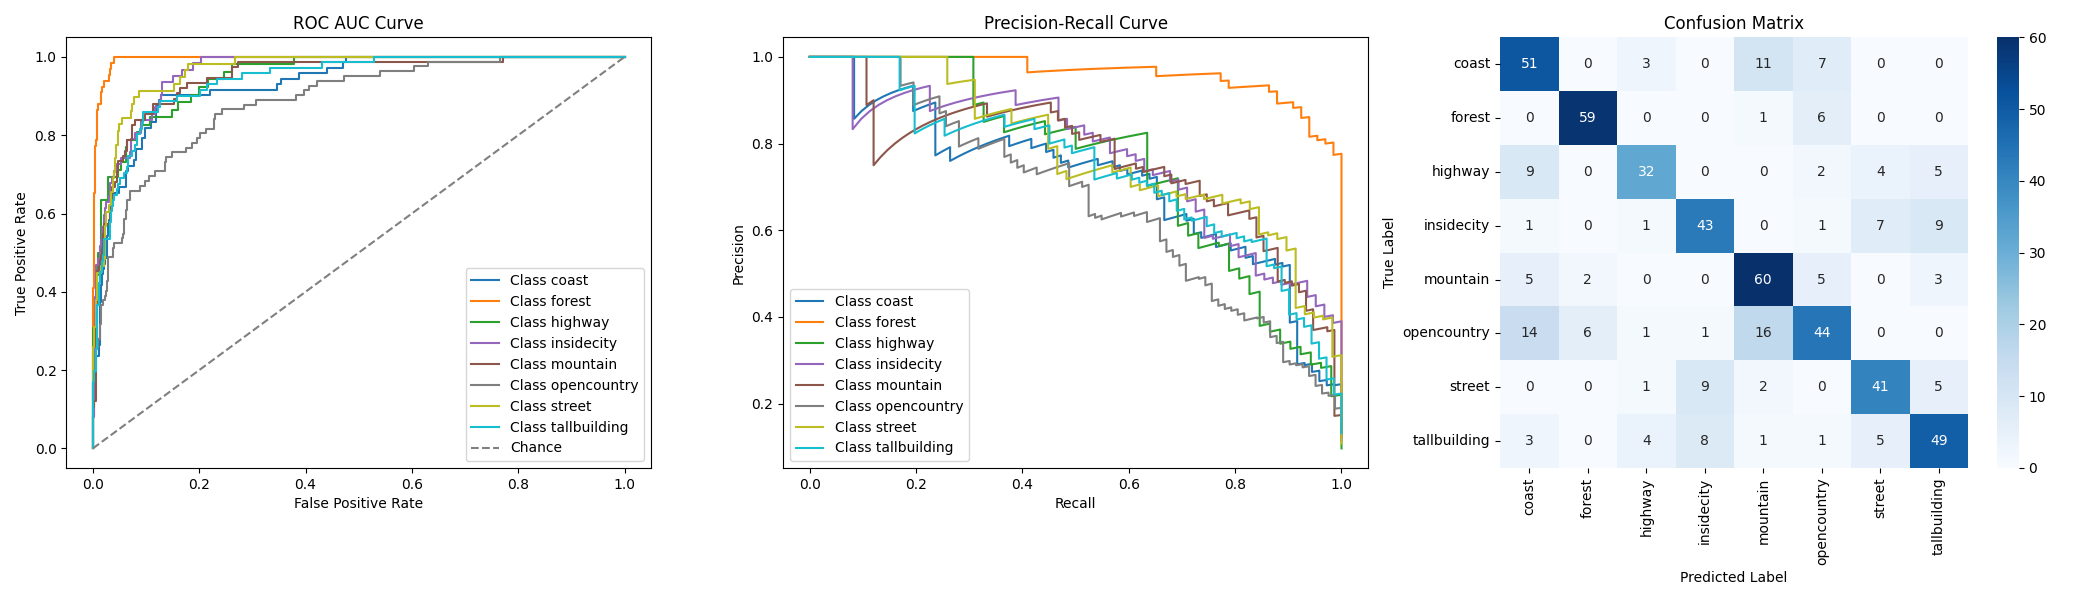 ROC AUC Curve
True Positive Rate
1.0
0.8
0.6
0.4
0.2
0.0
0.0 0.2 0.4 0.6 0.8 1.0
False Positive Rate
Class coast
Class forest
Class highway
Class insidecity
Class mountain
Class opencountry
Class street
Class tallbuilding
Chance
Precision-Recall Curve
Precision
1.0
0.8
0.6
0.4
0.2
0.0 0.2 0.4 0.6 0.8 1.0
Recall
Class coast
Class forest
Class highway
Class insidecity
Class mountain
Class opencountry
Class street
Class tallbuilding
Confusion Matrix
True Label
coast 51 0 3 0 11 7 0 0
forest 0 59 0 0 1 6 0 0
highway 9 0 32 0 0 2 4 5
insidecity 1 0 1 43 0 1 7 9
mountain 5 2 0 0 60 5 0 3
opencountry 14 6 1 1 16 44 0 0
street 0 0 1 9 2 0 41 5
tallbuilding 3 0 4 8 1 1 5 49
coast forest highway insidecity mountain opencountry street tallbuilding
Predicted Label
60
50
40
30
20
10
0